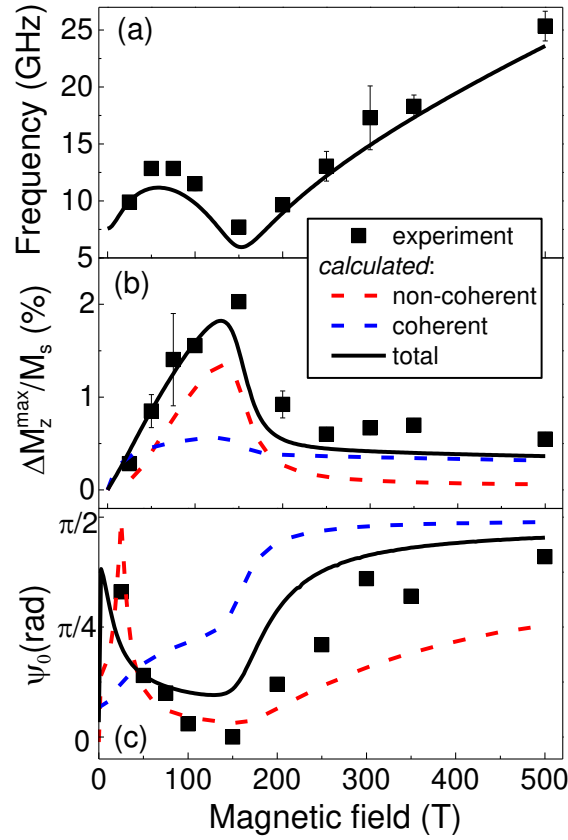 (a)
Frequency (GHz)
25
20
15
10
5
experiment
calculated:
non-coherent
coherent
total
(b)
ΔM_z^max/M_s (%)
2
1
0
(c)
ψ_0(rad)
π/2
π/4
0
0 100 200 300 400 500
Magnetic field (T)